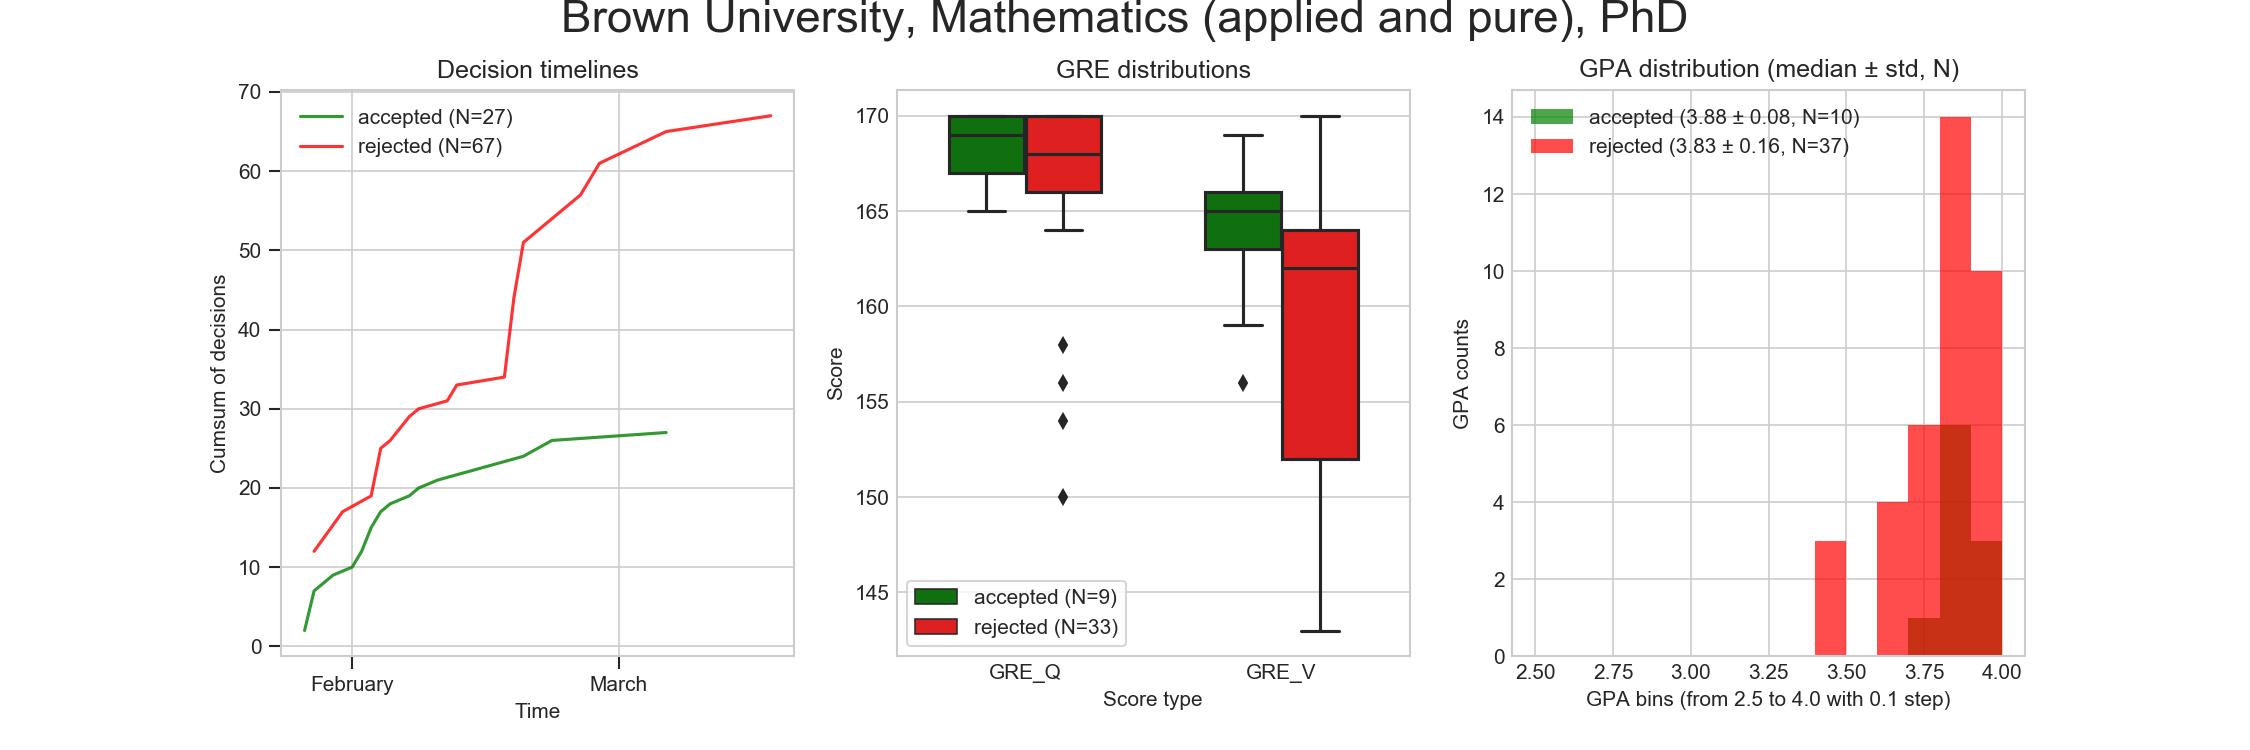 Brown University, Mathematics (applied and pure), PhD
Decision timelines
accepted (N=27)
rejected (N=67)
Cumsum of decisions
70
60
50
40
30
20
10
0
February
March
Time
GRE distributions
Score
170
165
160
155
150
145
accepted (N=9)
rejected (N=33)
GRE_Q
GRE_V
Score type
GPA distribution (median ± std, N)
accepted (3.88 ± 0.08, N=10)
rejected (3.83 ± 0.16, N=37)
GPA counts
14
12
10
8
6
4
2
0
2.50 2.75 3.00 3.25 3.50 3.75 4.00
GPA bins (from 2.5 to 4.0 with 0.1 step)